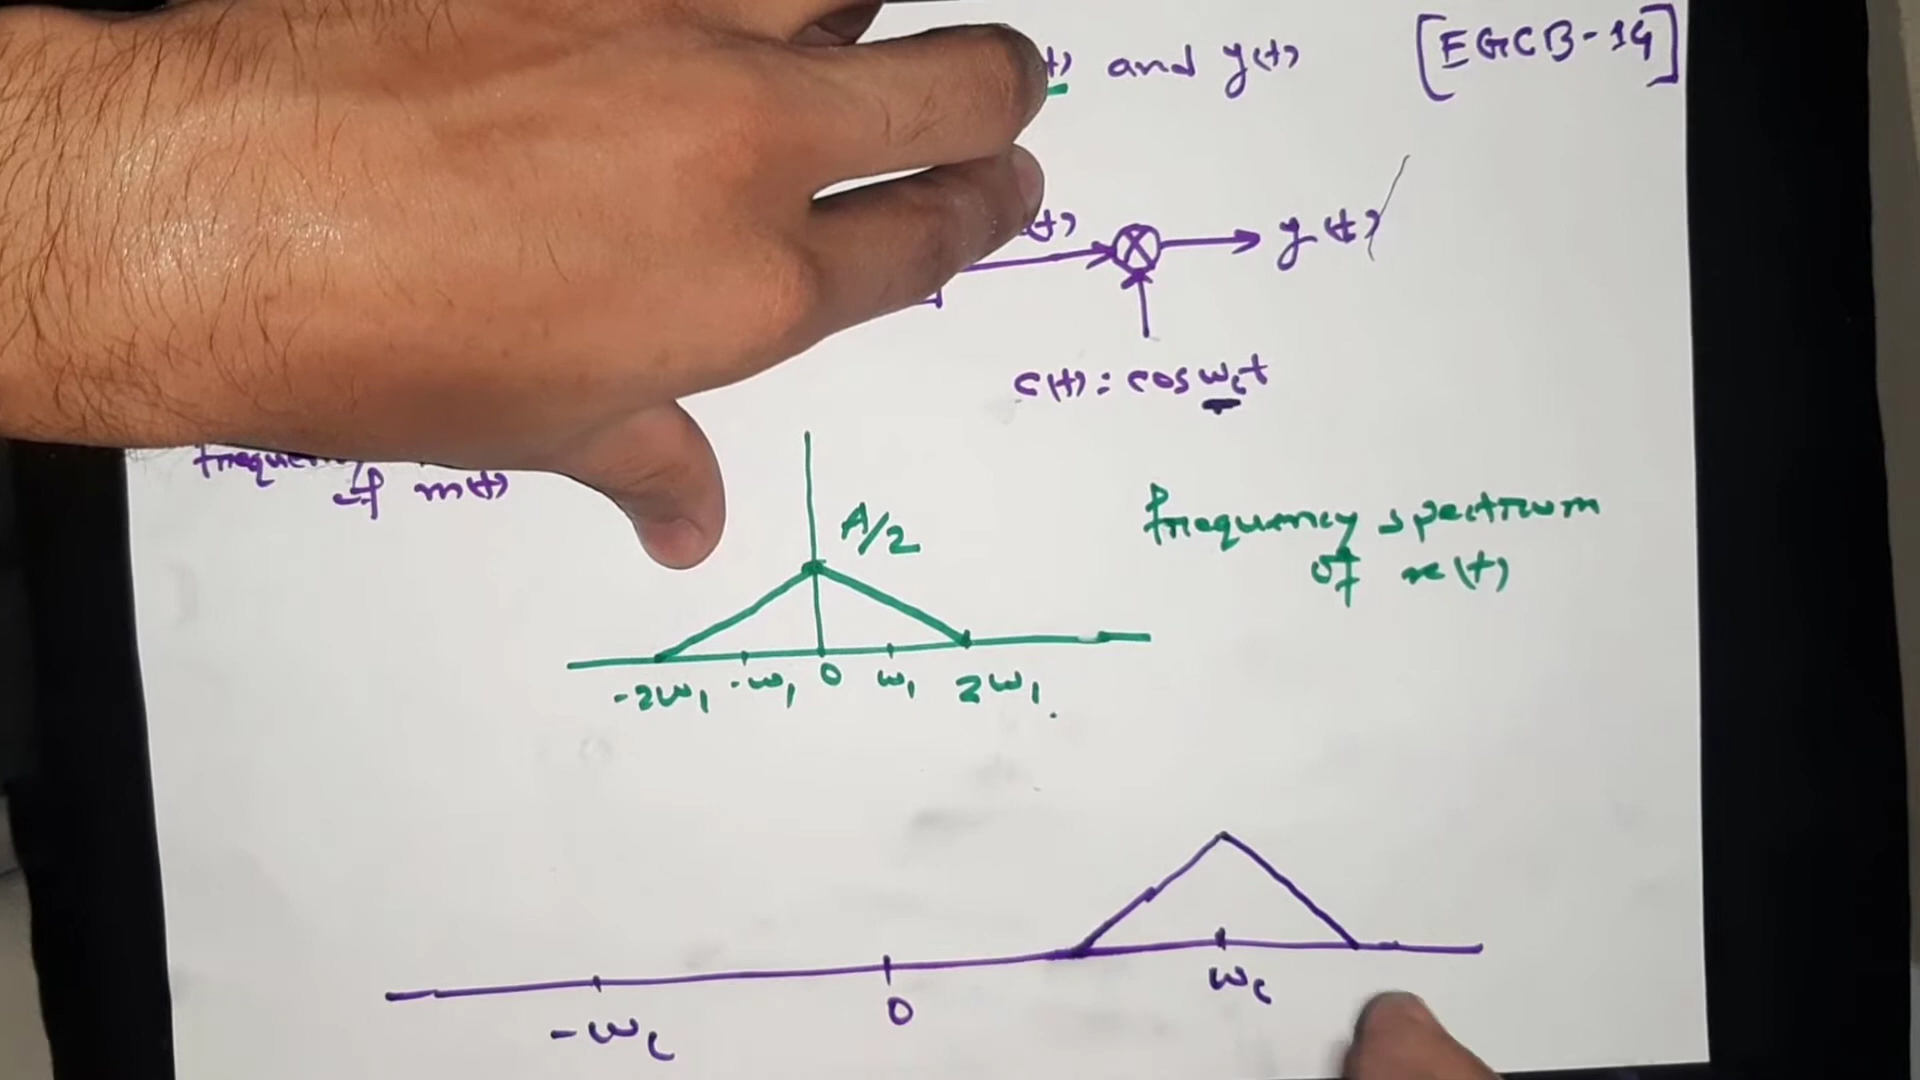 and y(t) [EGCB-14]
y(t)
c(t) = cos ωct
of m(t)
A/2
frequency spectrum
of x(t)
-2ω1 -ω1 0 ω1 2ω1
-ωc 0 ωc